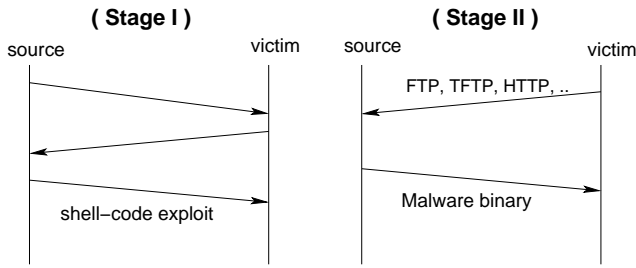 ( Stage I )
source
victim
shell−code exploit
( Stage II )
source
victim
FTP, TFTP, HTTP, ..
Malware binary